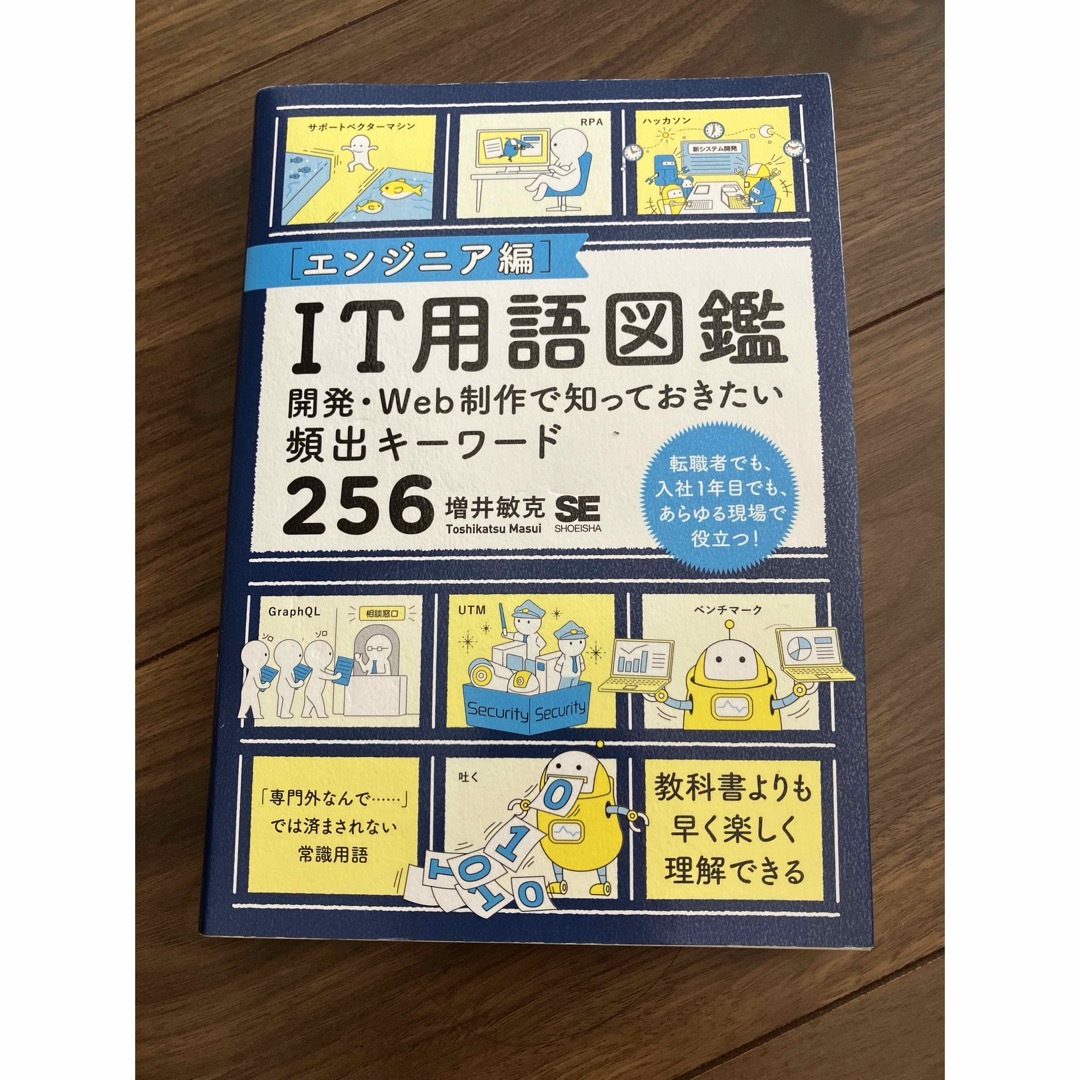 サポートベクターマシン
RPA
ハッカソン
新システム開発
[エンジニア編]
IT用語図鑑
開発・Web制作で知っておきたい
頻出キーワード
256 増井敏克
Toshikatsu Masui
SE
SHOEISHA
転職者でも、
入社1年目でも、
あらゆる現場で
役立つ!
GraphQL
相談窓口
ゾロ
ゾロ
UTM
Security Security
ベンチマーク
「専門外なんで……」
では済まされない
常識用語
吐く
0
1
1010
0
教科書よりも
早く楽しく
理解できる